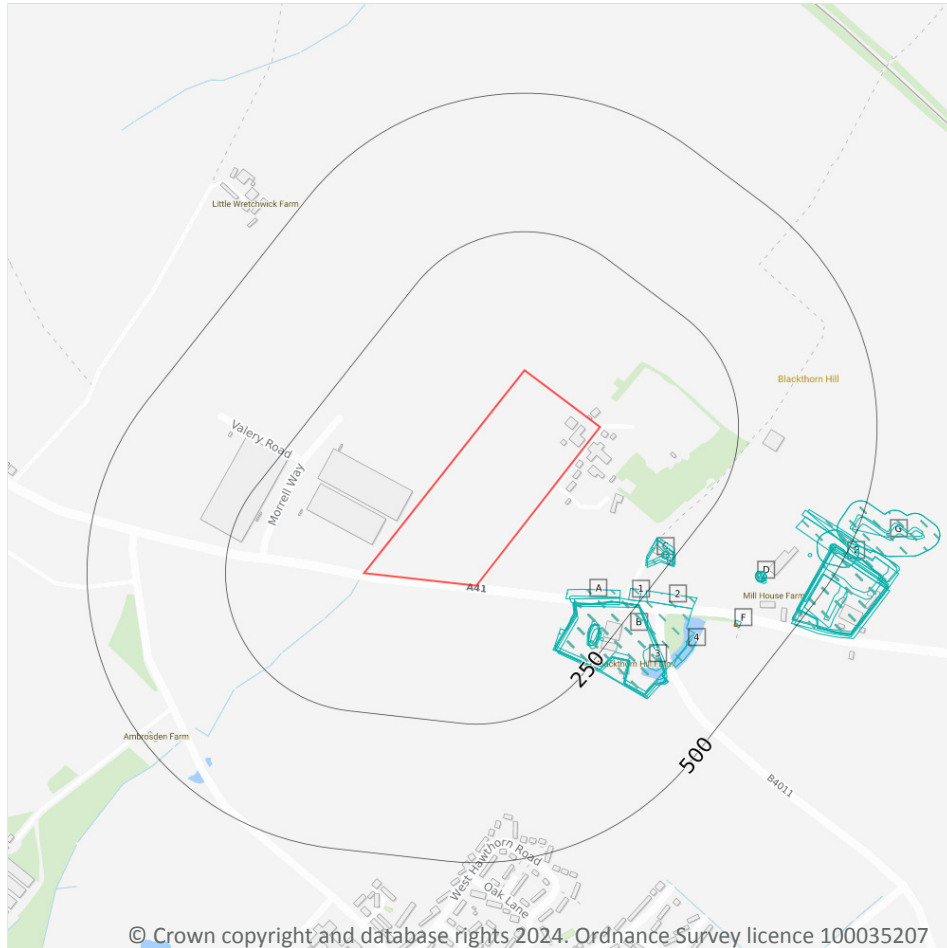 Little Wretchwick Farm
Blackthorn Hill
Valery Road
Morrell Way
A41
C
G
5
D
A
1
2
Mill House Farm
F
B
4
3
Blackthorn Hill Farm
250
Ambrosden Farm
500
B4011
West Hawthorn Road
Oak Lane
© Crown copyright and database rights 2024. Ordnance Survey licence 100035207